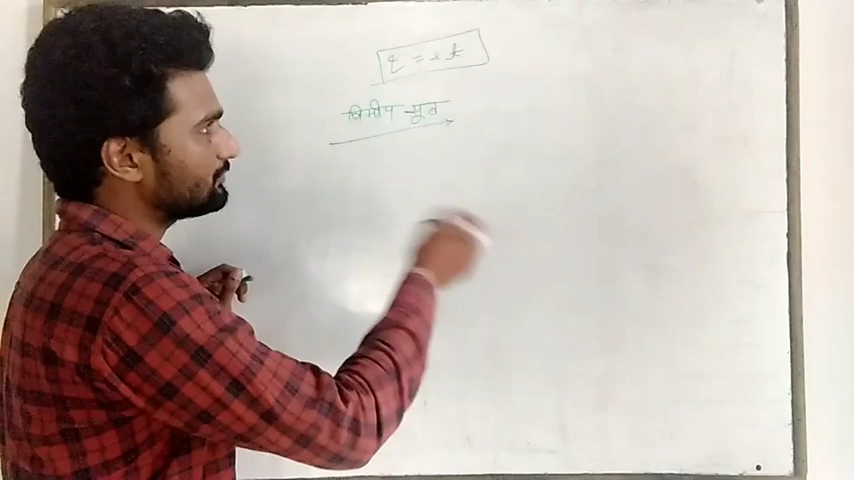 q = it
विमीय सूत्र